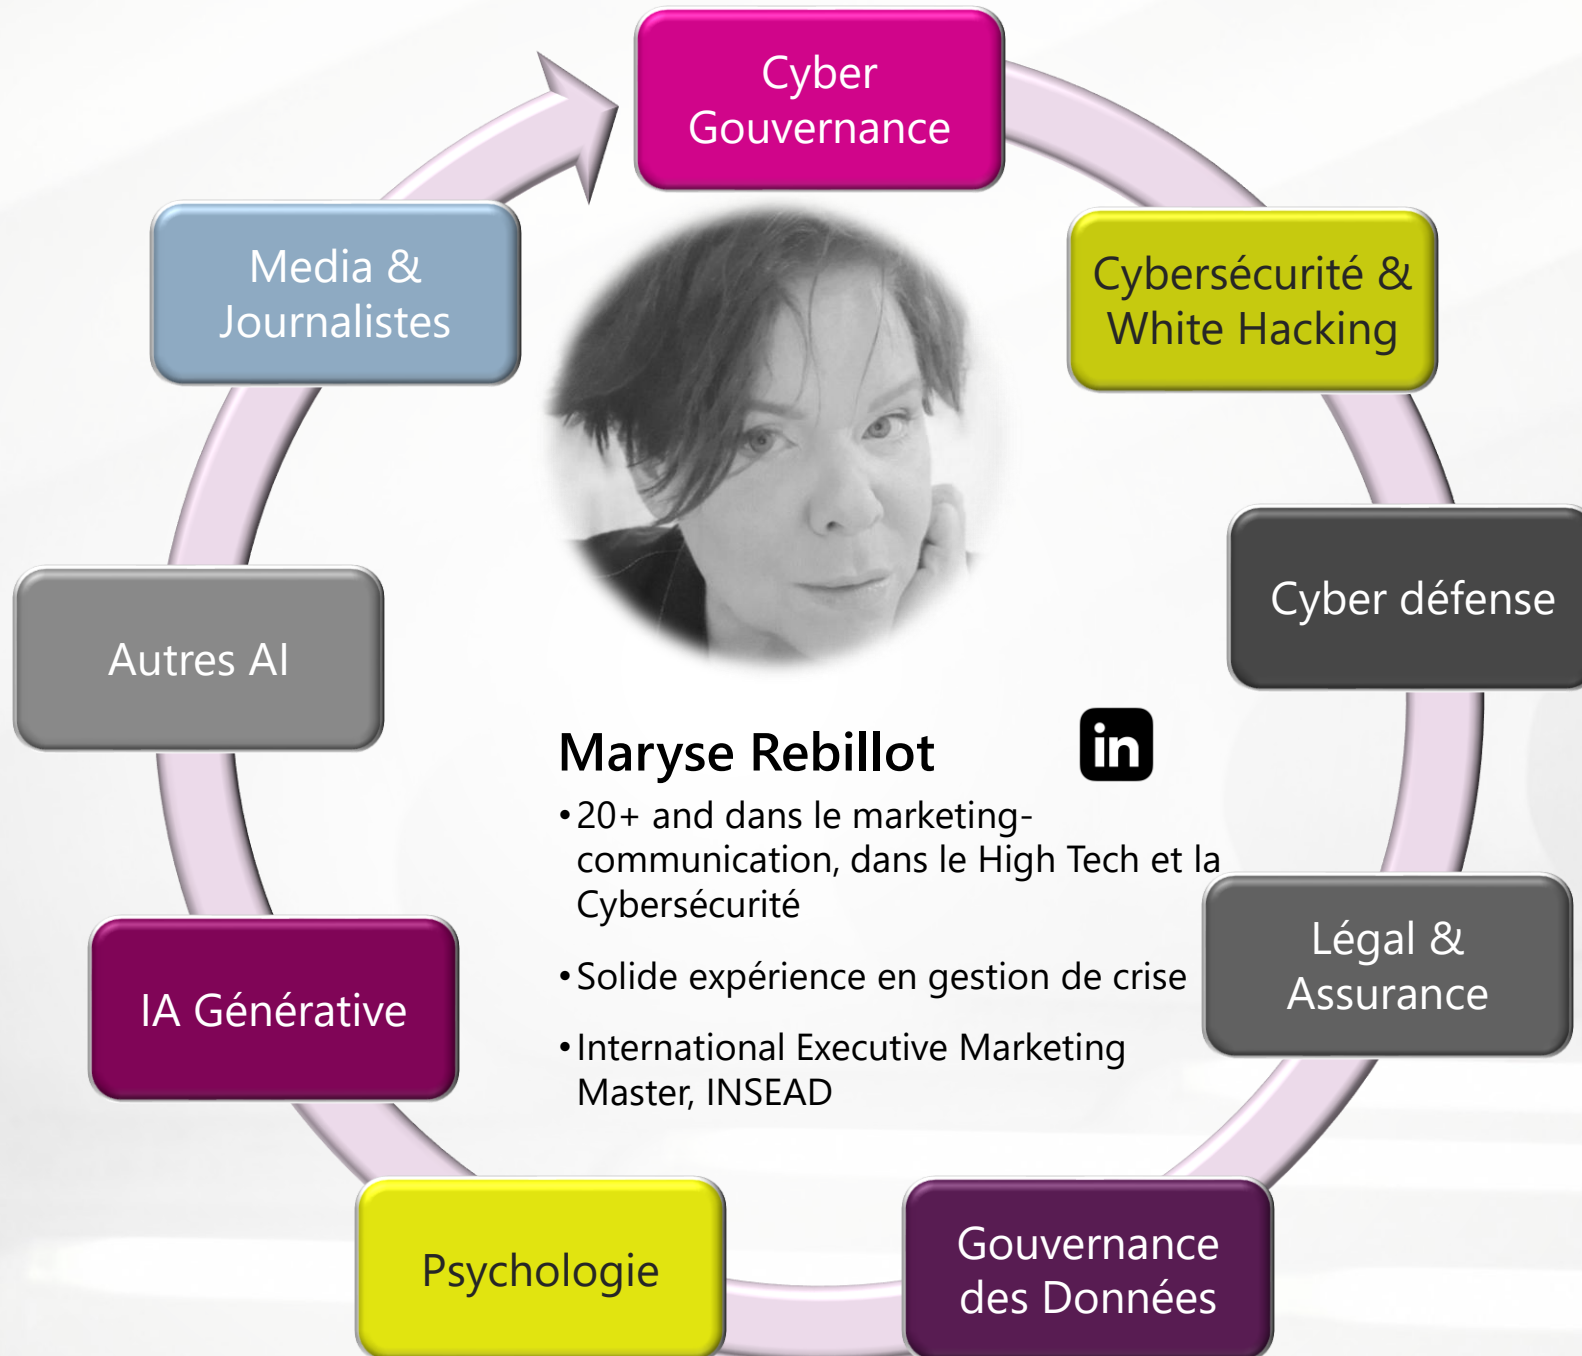 Cyber
Gouvernance
Cybersécurité &
White Hacking
Cyber défense
Légal &
Assurance
Gouvernance
des Données
Psychologie
IA Générative
Autres AI
Media &
Journalistes
Maryse Rebillot
in
•20+ and dans le marketing-
communication, dans le High Tech et la
Cybersécurité
•Solide expérience en gestion de crise
•International Executive Marketing
Master, INSEAD